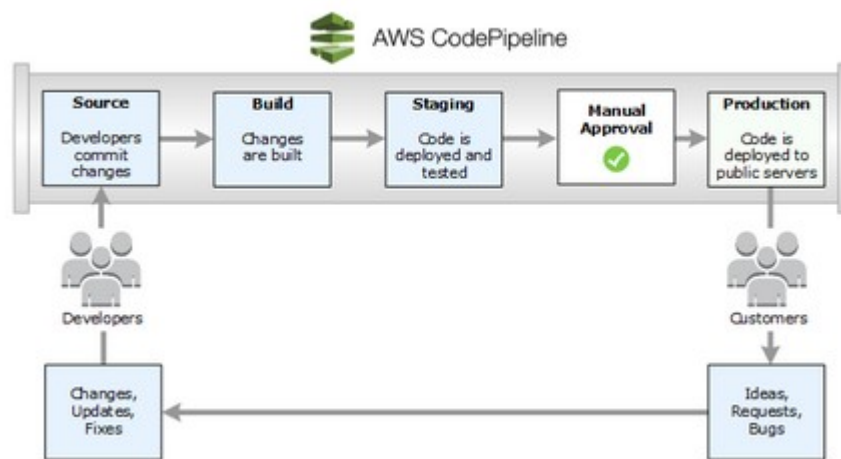 AWS CodePipeline
Source
Developers
commit
changes
Build
Changes
are built
Staging
Code is
deployed and
tested
Manual
Approval
Production
Code is
deployed to
public servers
Developers
Customers
Changes,
Updates,
Fixes
Ideas,
Requests,
Bugs